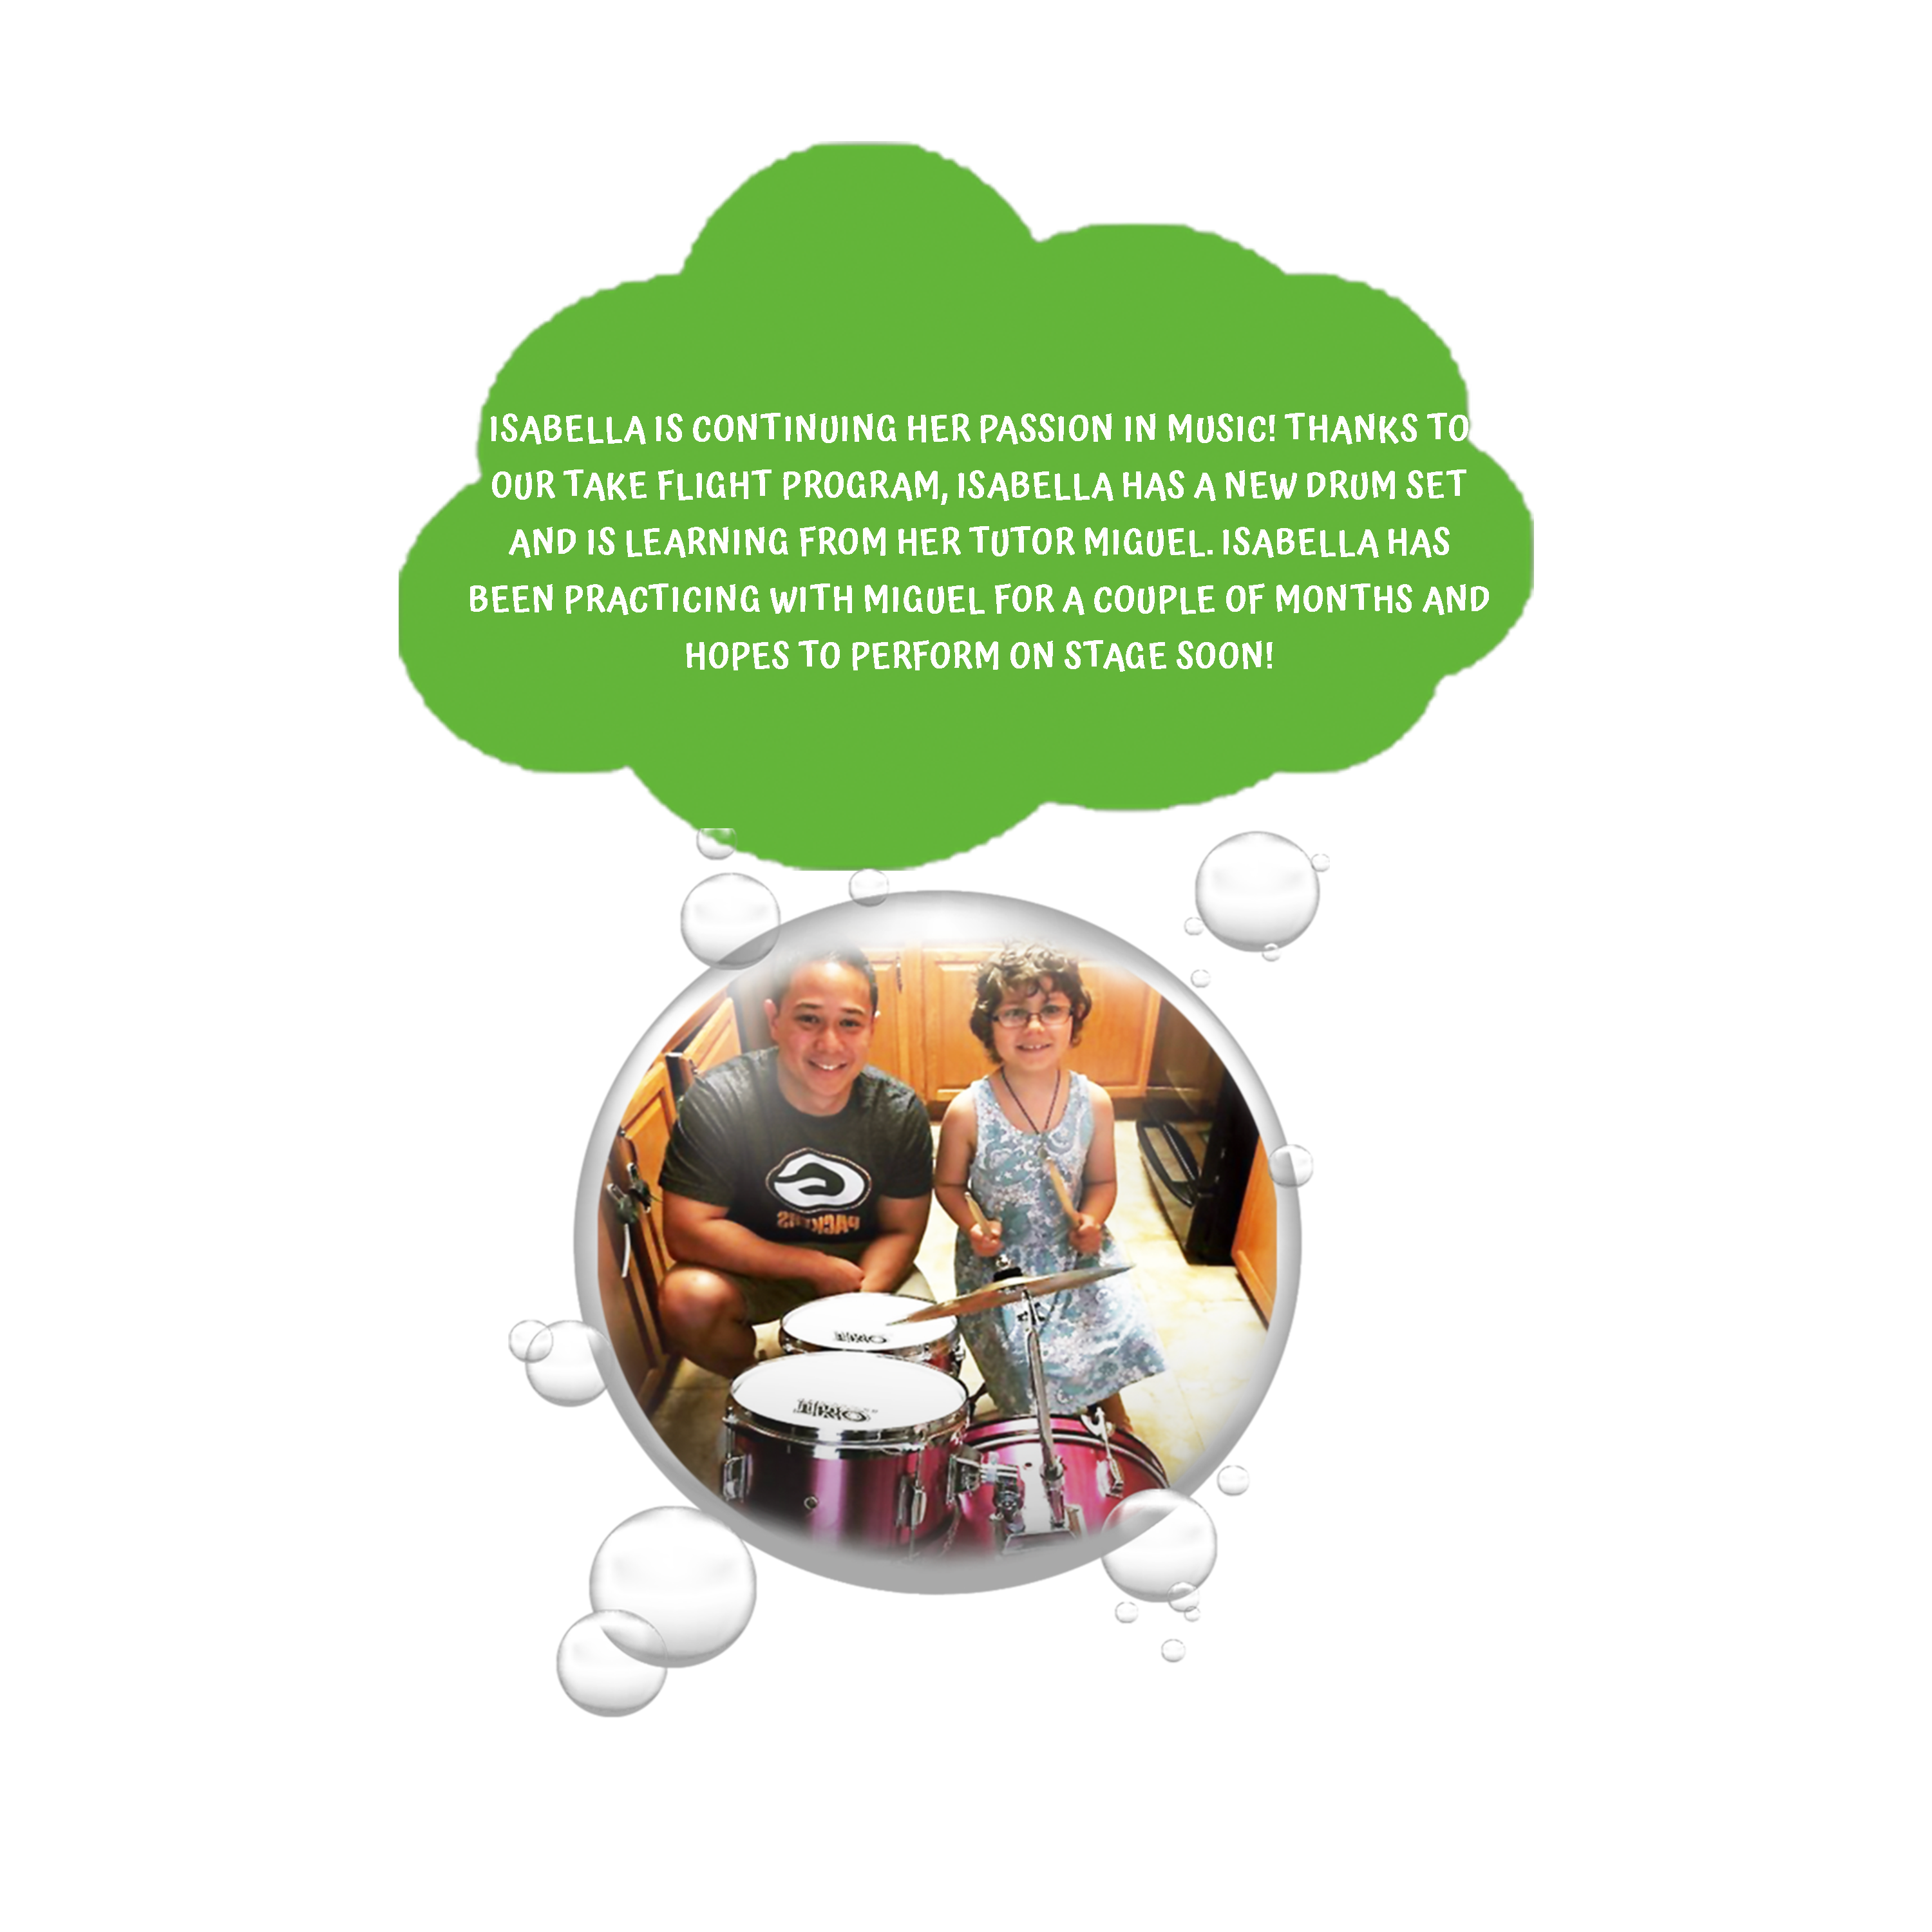 ISABELLA IS CONTINUING HER PASSION IN MUSIC! THANKS TO
OUR TAKE FLIGHT PROGRAM, ISABELLA HAS A NEW DRUM SET
AND IS LEARNING FROM HER TUTOR MIGUEL. ISABELLA HAS
BEEN PRACTICING WITH MIGUEL FOR A COUPLE OF MONTHS AND
HOPES TO PERFORM ON STAGE SOON!
PACKERS